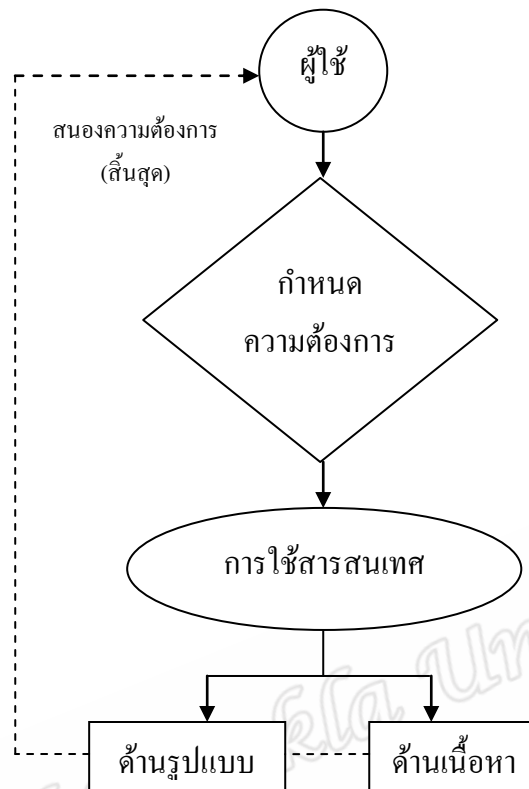 ผู้ใช้
สนองความต้องการ
(สิ้นสุด)
กำหนด
ความต้องการ
การใช้สารสนเทศ
kla Un
ด้านรูปแบบ
ด้านเนื้อหา